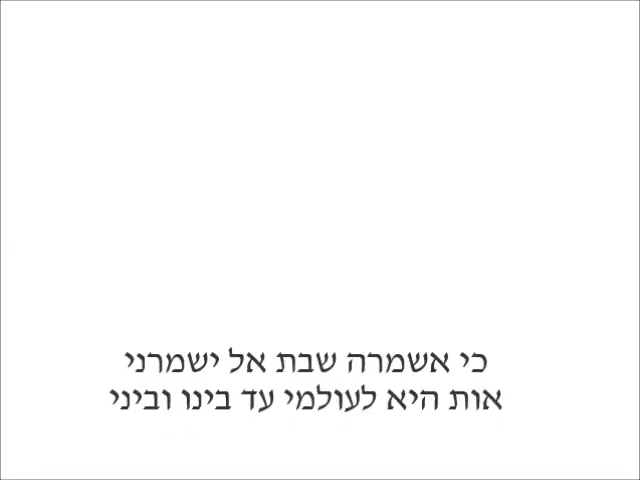 כי אשמרה שבת אל ישמרני
אות היא לעולמי עד בינו וביני